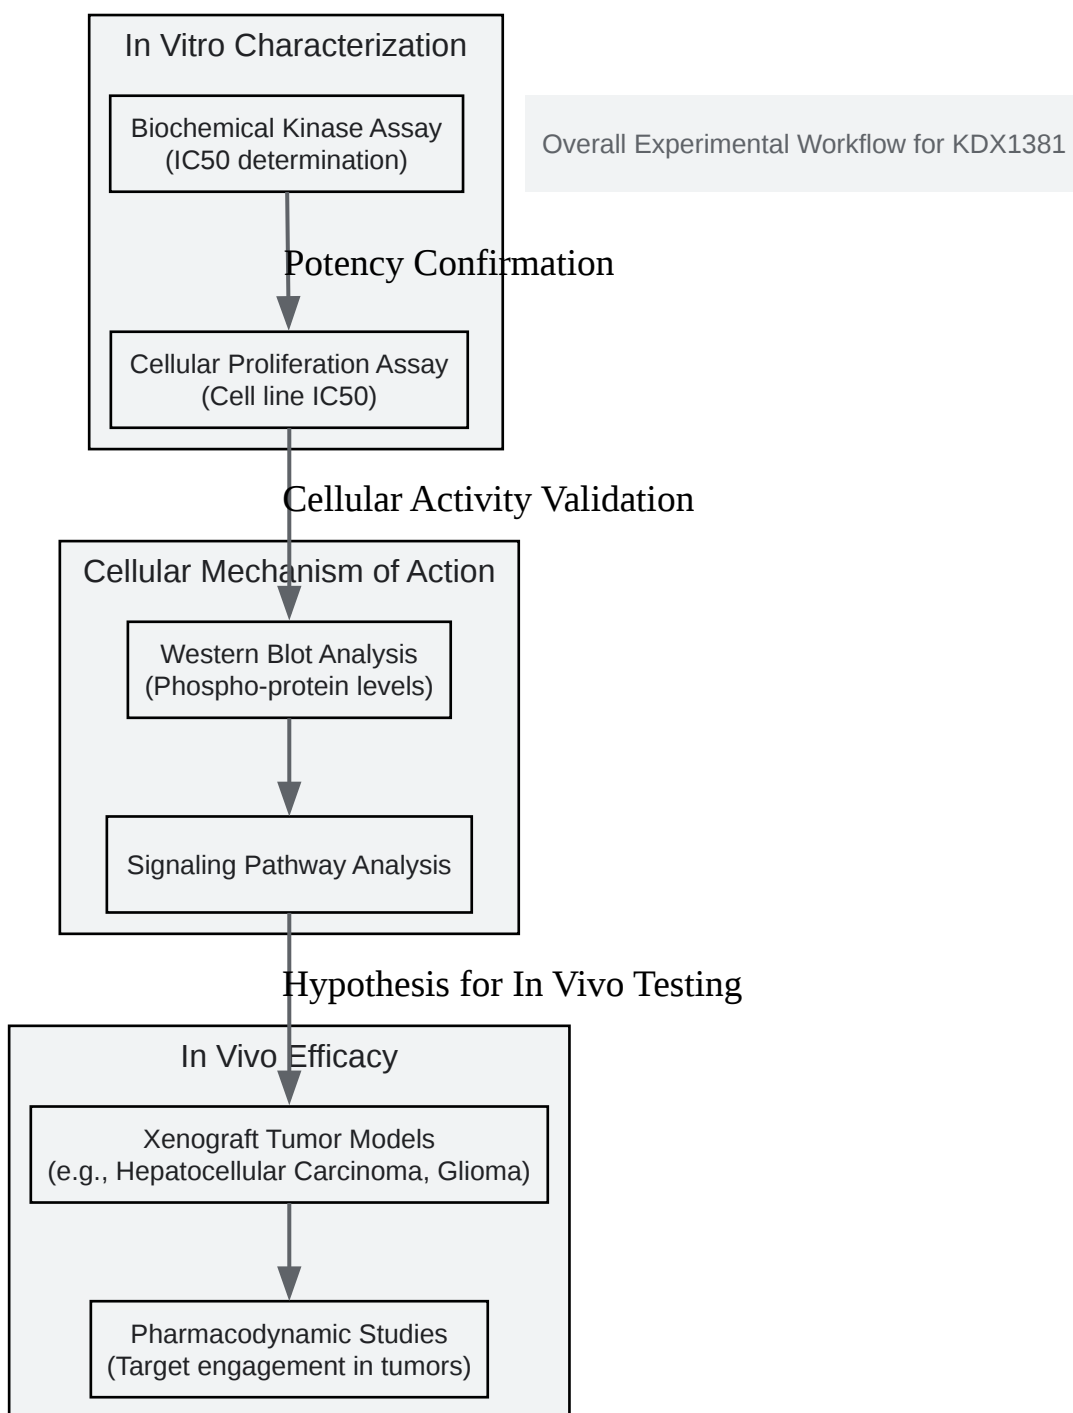 In Vitro Characterization
Biochemical Kinase Assay
(IC50 determination)
Overall Experimental Workflow for KDX1381
Potency Confirmation
Cellular Proliferation Assay
(Cell line IC50)
Cellular Activity Validation
Cellular Mechanism of Action
Western Blot Analysis
(Phospho-protein levels)
Signaling Pathway Analysis
Hypothesis for In Vivo Testing
In Vivo Efficacy
Xenograft Tumor Models
(e.g., Hepatocellular Carcinoma, Glioma)
Pharmacodynamic Studies
(Target engagement in tumors)